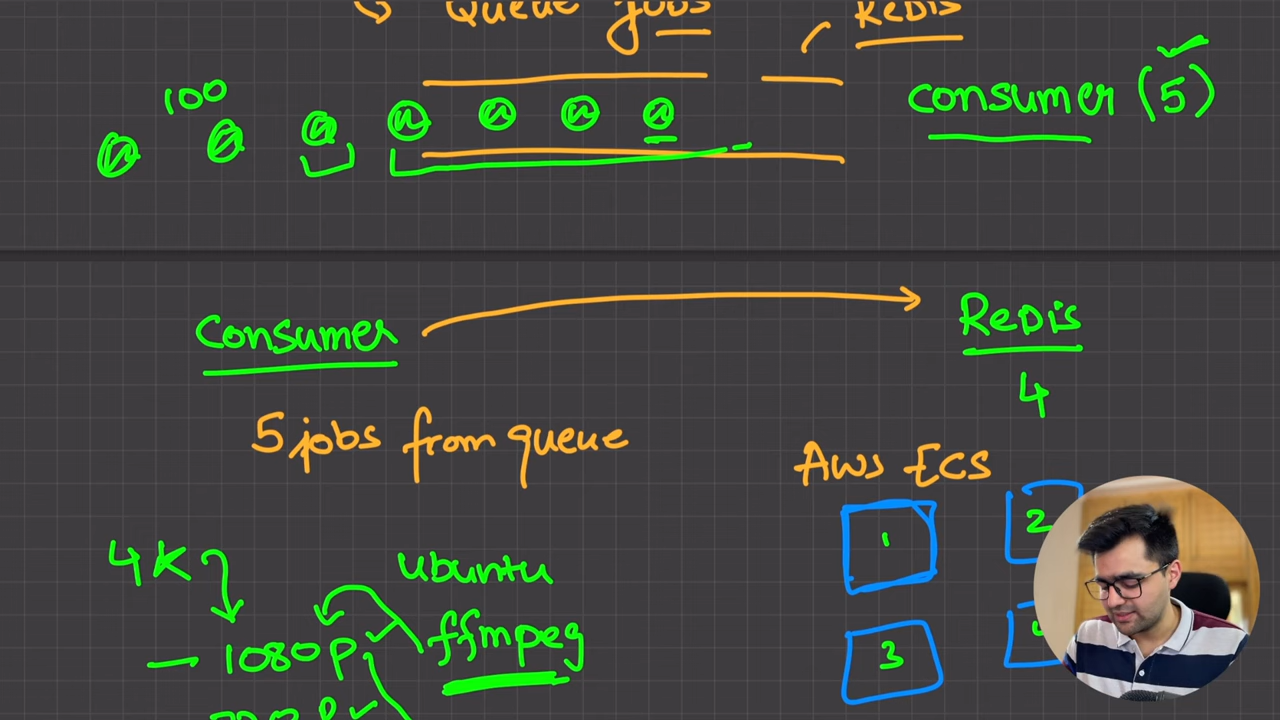 Queue jobs
Redis
100
consumer (5)
Consumer
Redis
4
5 jobs from queue
AWS ECS
1
2
3
4K
ubuntu
ffmpeg
1080P
720P